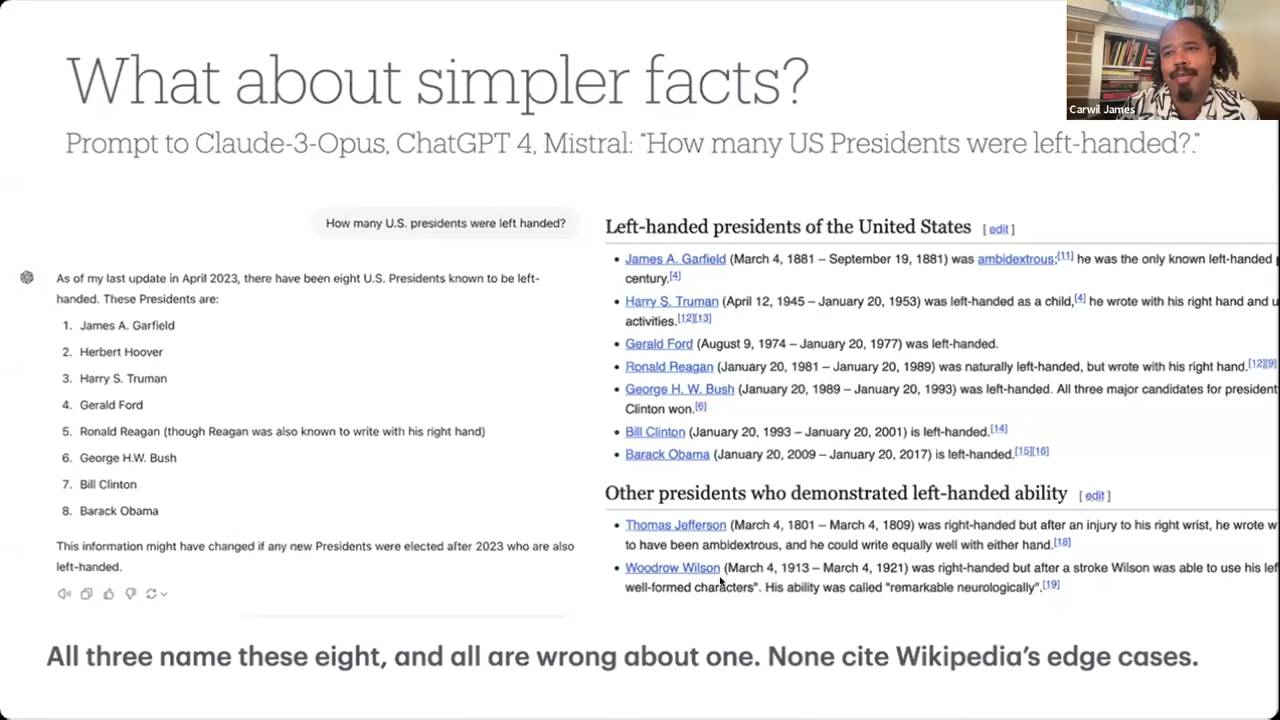 What about simpler facts?
Carwil James
Prompt to Claude-3-Opus, ChatGPT 4, Mistral: “How many US Presidents were left-handed?.”
How many U.S. presidents were left handed?
As of my last update in April 2023, there have been eight U.S. Presidents known to be left-
handed. These Presidents are:
1. James A. Garfield
2. Herbert Hoover
3. Harry S. Truman
4. Gerald Ford
5. Ronald Reagan (though Reagan was also known to write with his right hand)
6. George H.W. Bush
7. Bill Clinton
8. Barack Obama
This information might have changed if any new Presidents were elected after 2023 who are also
left-handed.
Left-handed presidents of the United States [ edit ]
• James A. Garfield (March 4, 1881 – September 19, 1881) was ambidextrous;[11] he was the only known left-handed
century.[4]
• Harry S. Truman (April 12, 1945 – January 20, 1953) was left-handed as a child,[4] he wrote with his right hand and
activities.[12][13]
• Gerald Ford (August 9, 1974 – January 20, 1977) was left-handed.
• Ronald Reagan (January 20, 1981 – January 20, 1989) was naturally left-handed, but wrote with his right hand.[12][9]
• George H. W. Bush (January 20, 1989 – January 20, 1993) was left-handed. All three major candidates for president
Clinton won.[6]
• Bill Clinton (January 20, 1993 – January 20, 2001) is left-handed.[14]
• Barack Obama (January 20, 2009 – January 20, 2017) is left-handed.[15][16]
Other presidents who demonstrated left-handed ability [ edit ]
• Thomas Jefferson (March 4, 1801 – March 4, 1809) was right-handed but after an injury to his right wrist, he wrote
to have been ambidextrous, and he could write equally well with either hand.[18]
• Woodrow Wilson (March 4, 1913 – March 4, 1921) was right-handed but after a stroke Wilson was able to use his
well-formed characters". His ability was called "remarkable neurologically".[19]
All three name these eight, and all are wrong about one. None cite Wikipedia’s edge cases.